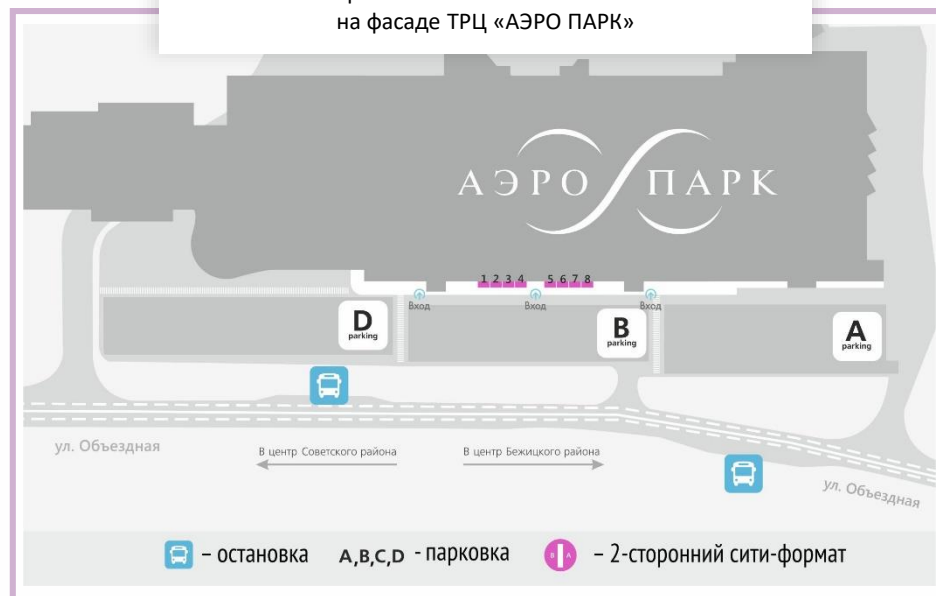 на фасаде ТРЦ «АЭРО ПАРК»
АЭРО ПАРК
1 2 3 4 5 6 7 8
Вход Вход Вход
D
parking
B
parking
A
parking
ул. Объездная
В центр Советского района
В центр Бежицкого района
ул. Объездная
– остановка A,B,C,D - парковка B A – 2-сторонний сити-формат